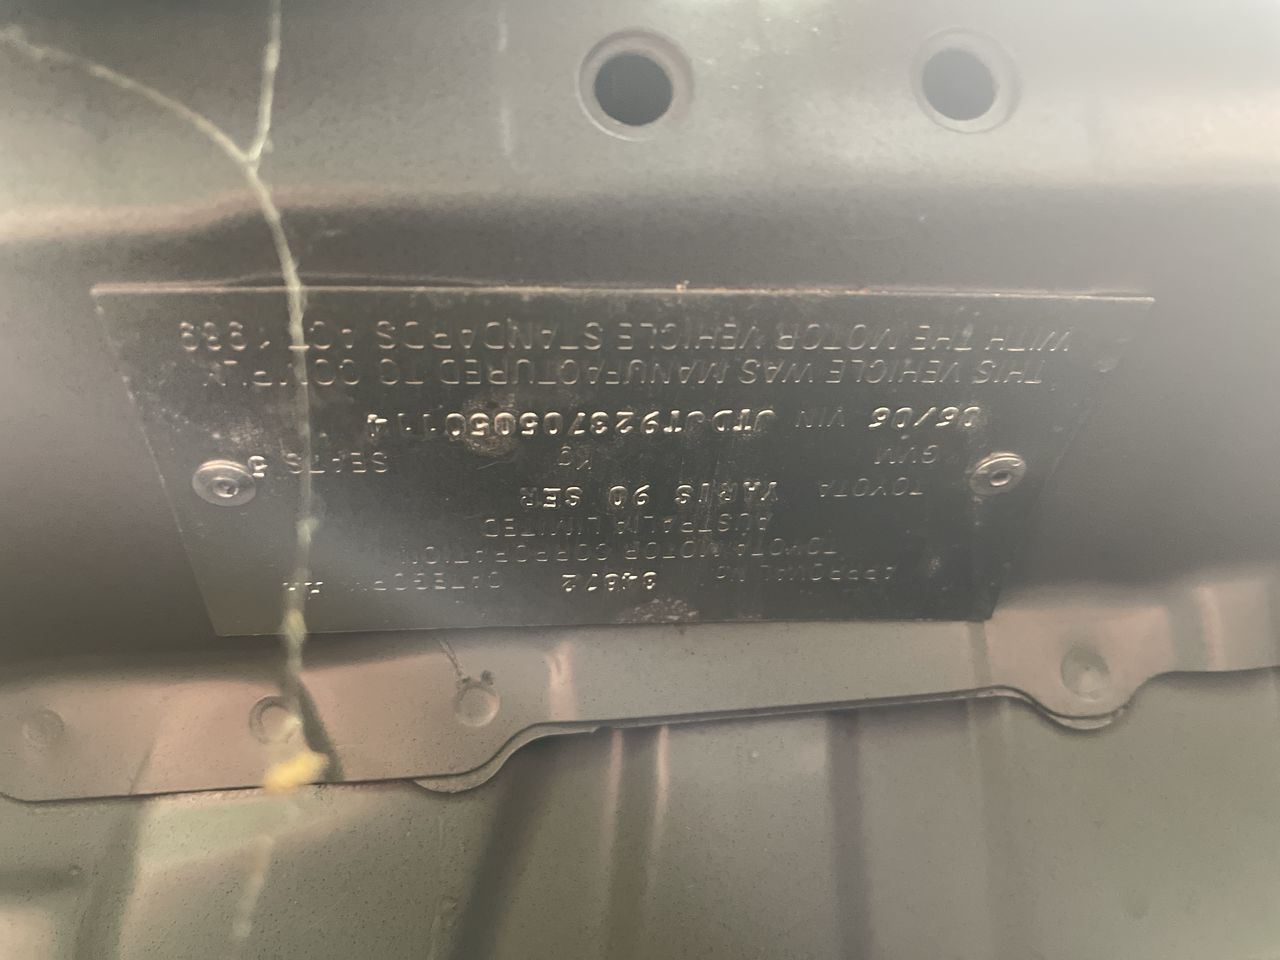 APPROVAL No 34872 CATEGORY MA
TOYOTA MOTOR CORPORATION
AUSTRALIA LIMITED
TOYOTA YARIS 90 SER
GVM Kg SEATS 5
06/06 VIN JTDJT923705050114
THIS VEHICLE WAS MANUFACTURED TO COMPLY
WITH THE MOTOR VEHICLE STANDARDS ACT 1989